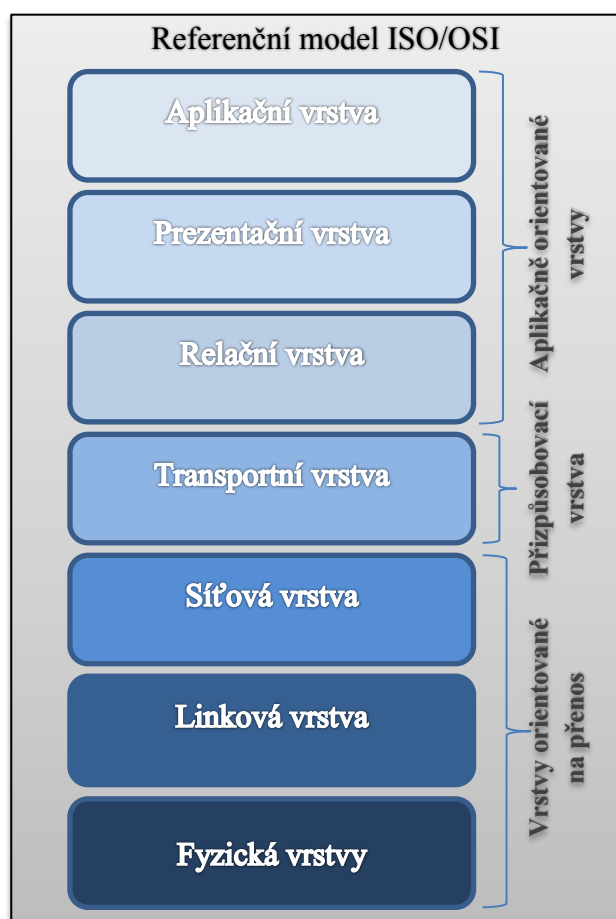 Referenční model ISO/OSI
Aplikační vrstva
Prezentační vrstva
Relační vrstva
Aplikačně orientované
vrstvy
Transportní vrstva
Přizpůsobovací
vrstva
Síťová vrstva
Linková vrstva
Fyzická vrstvy
Vrstvy orientované
na přenos